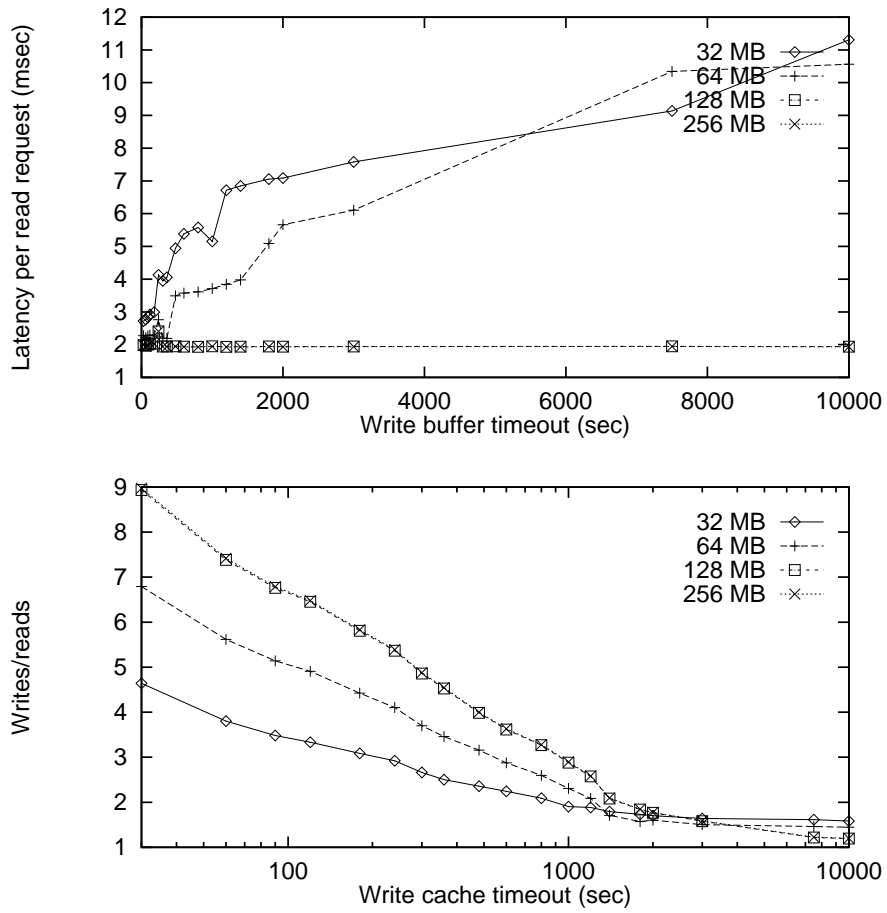 12
11
10
9
8
7
6
5
4
3
2
1
Latency per read request (msec)
32 MB
64 MB
128 MB
256 MB
0
2000
4000
6000
8000
10000
Write buffer timeout (sec)
9
8
7
6
5
4
3
2
1
Writes/reads
32 MB
64 MB
128 MB
256 MB
100
1000
10000
Write cache timeout (sec)